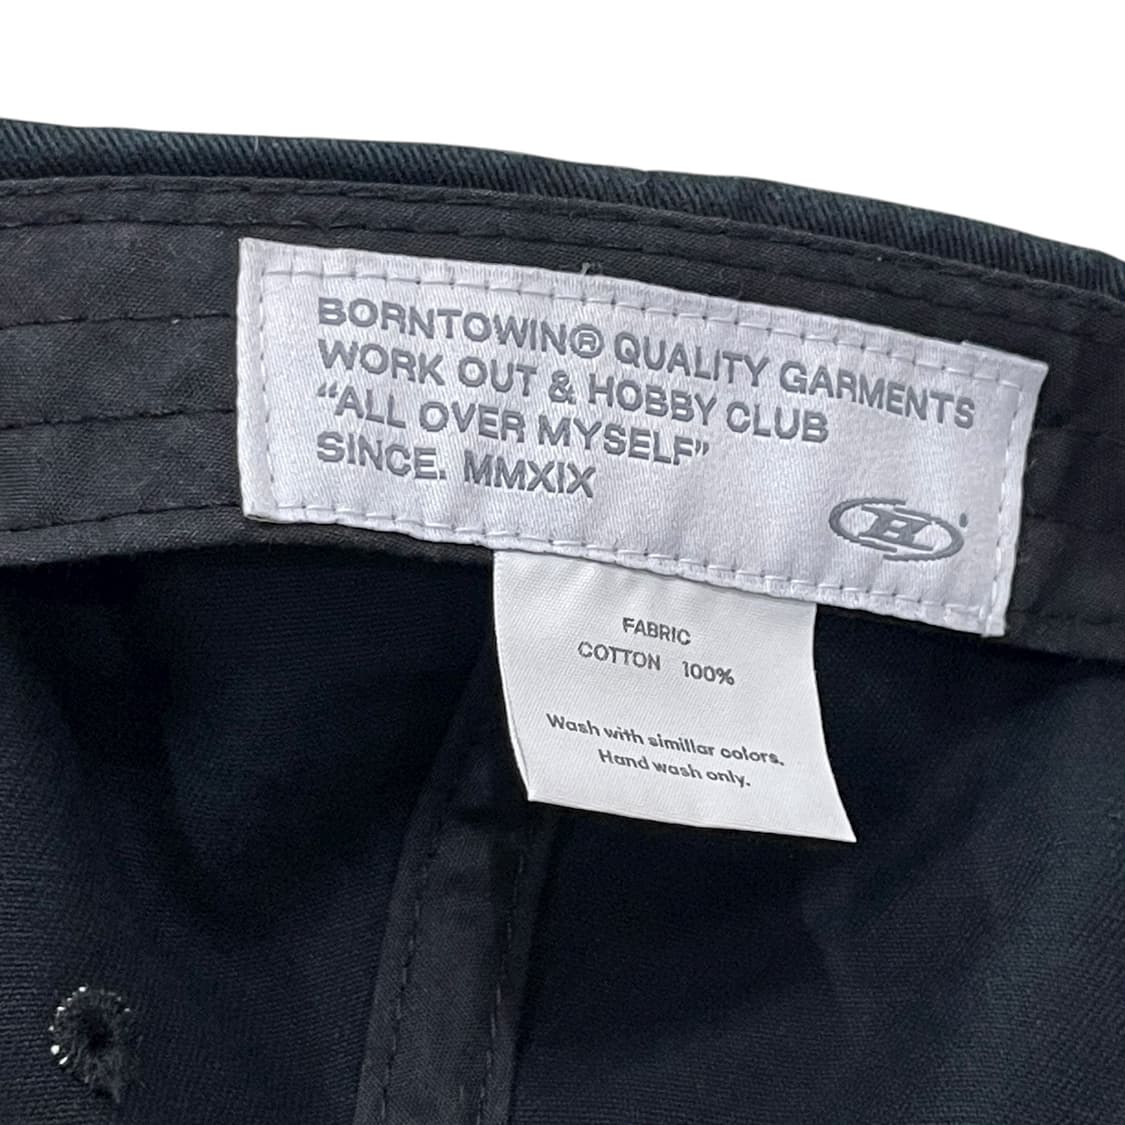 BORNTOWIN® QUALITY GARMENTS
WORK OUT & HOBBY CLUB
“ALL OVER MYSELF”
SINCE. MMXIX
FABRIC
COTTON 100%
Wash with simillar colors.
Hand wash only.